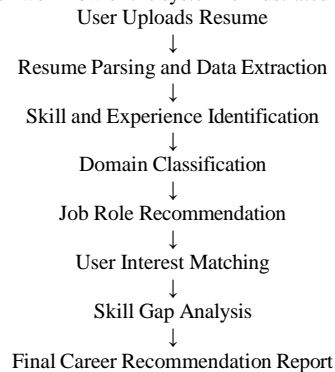 User Uploads Resume
↓
Resume Parsing and Data Extraction
↓
Skill and Experience Identification
↓
Domain Classification
↓
Job Role Recommendation
↓
User Interest Matching
↓
Skill Gap Analysis
↓
Final Career Recommendation Report